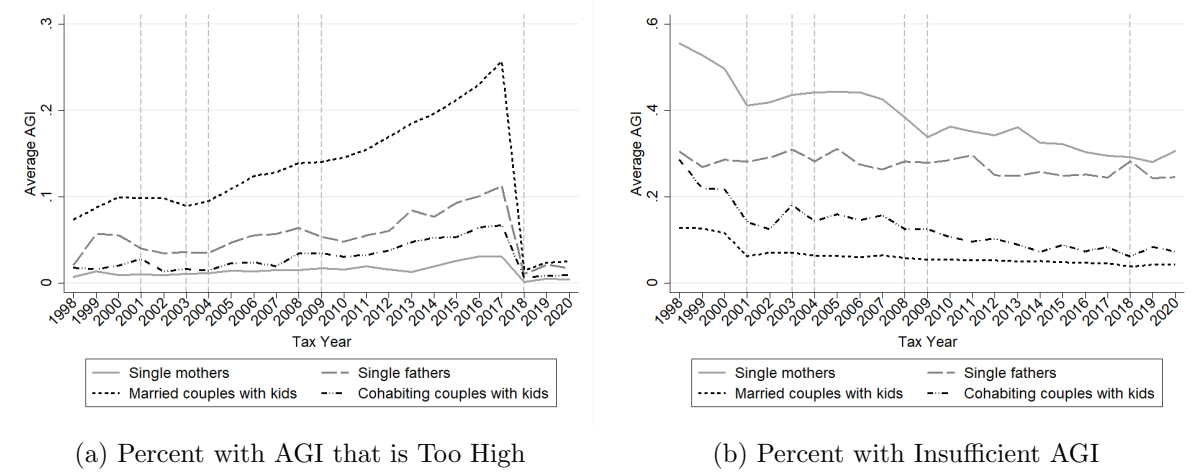 .3
.2
.1
0
Average AGI
1998 1999 2000 2001 2002 2003 2004 2005 2006 2007 2008 2009 2010 2011 2012 2013 2014 2015 2016 2017 2018 2019 2020
Tax Year
Single mothers Single fathers
Married couples with kids Cohabiting couples with kids
(a) Percent with AGI that is Too High
.6
.4
.2
0
Average AGI
1998 1999 2000 2001 2002 2003 2004 2005 2006 2007 2008 2009 2010 2011 2012 2013 2014 2015 2016 2017 2018 2019 2020
Tax Year
Single mothers Single fathers
Married couples with kids Cohabiting couples with kids
(b) Percent with Insufficient AGI